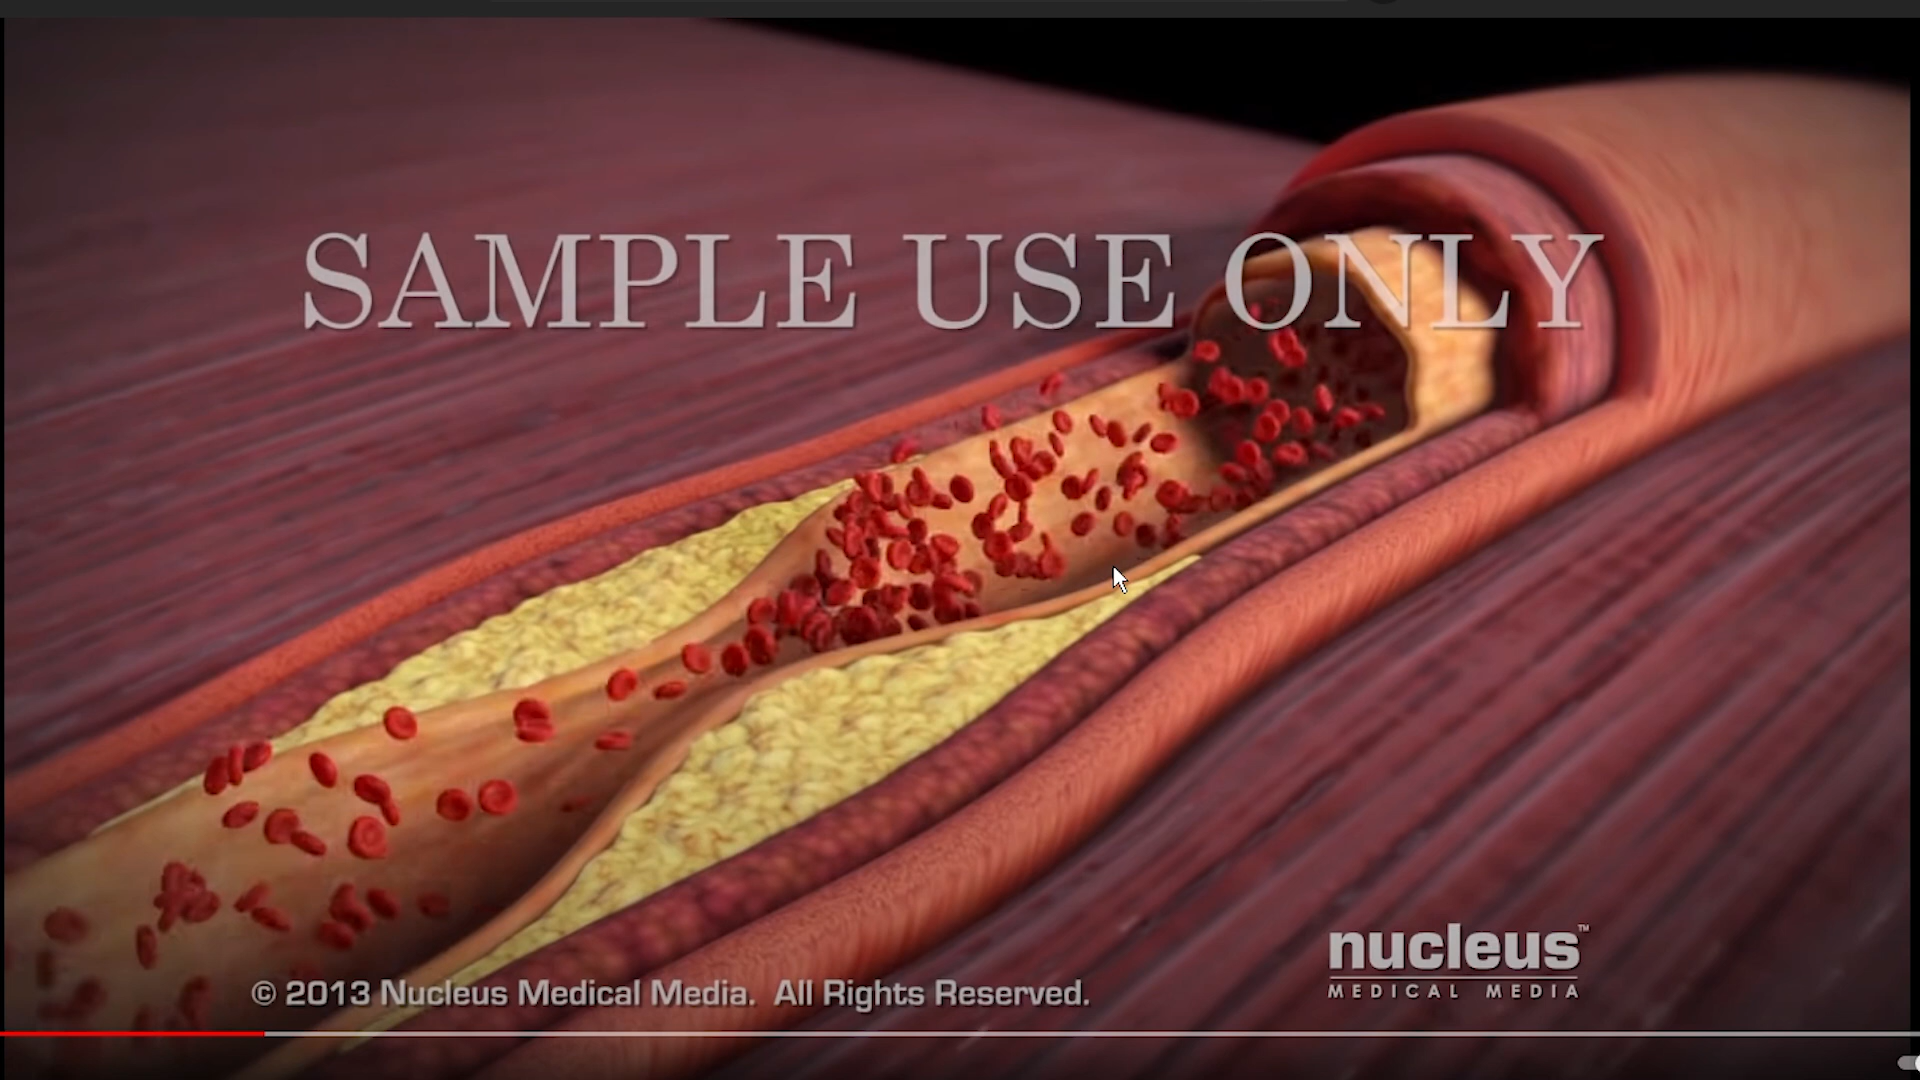 SAMPLE USE ONLY
nucleus™
MEDICAL MEDIA
© 2013 Nucleus Medical Media. All Rights Reserved.